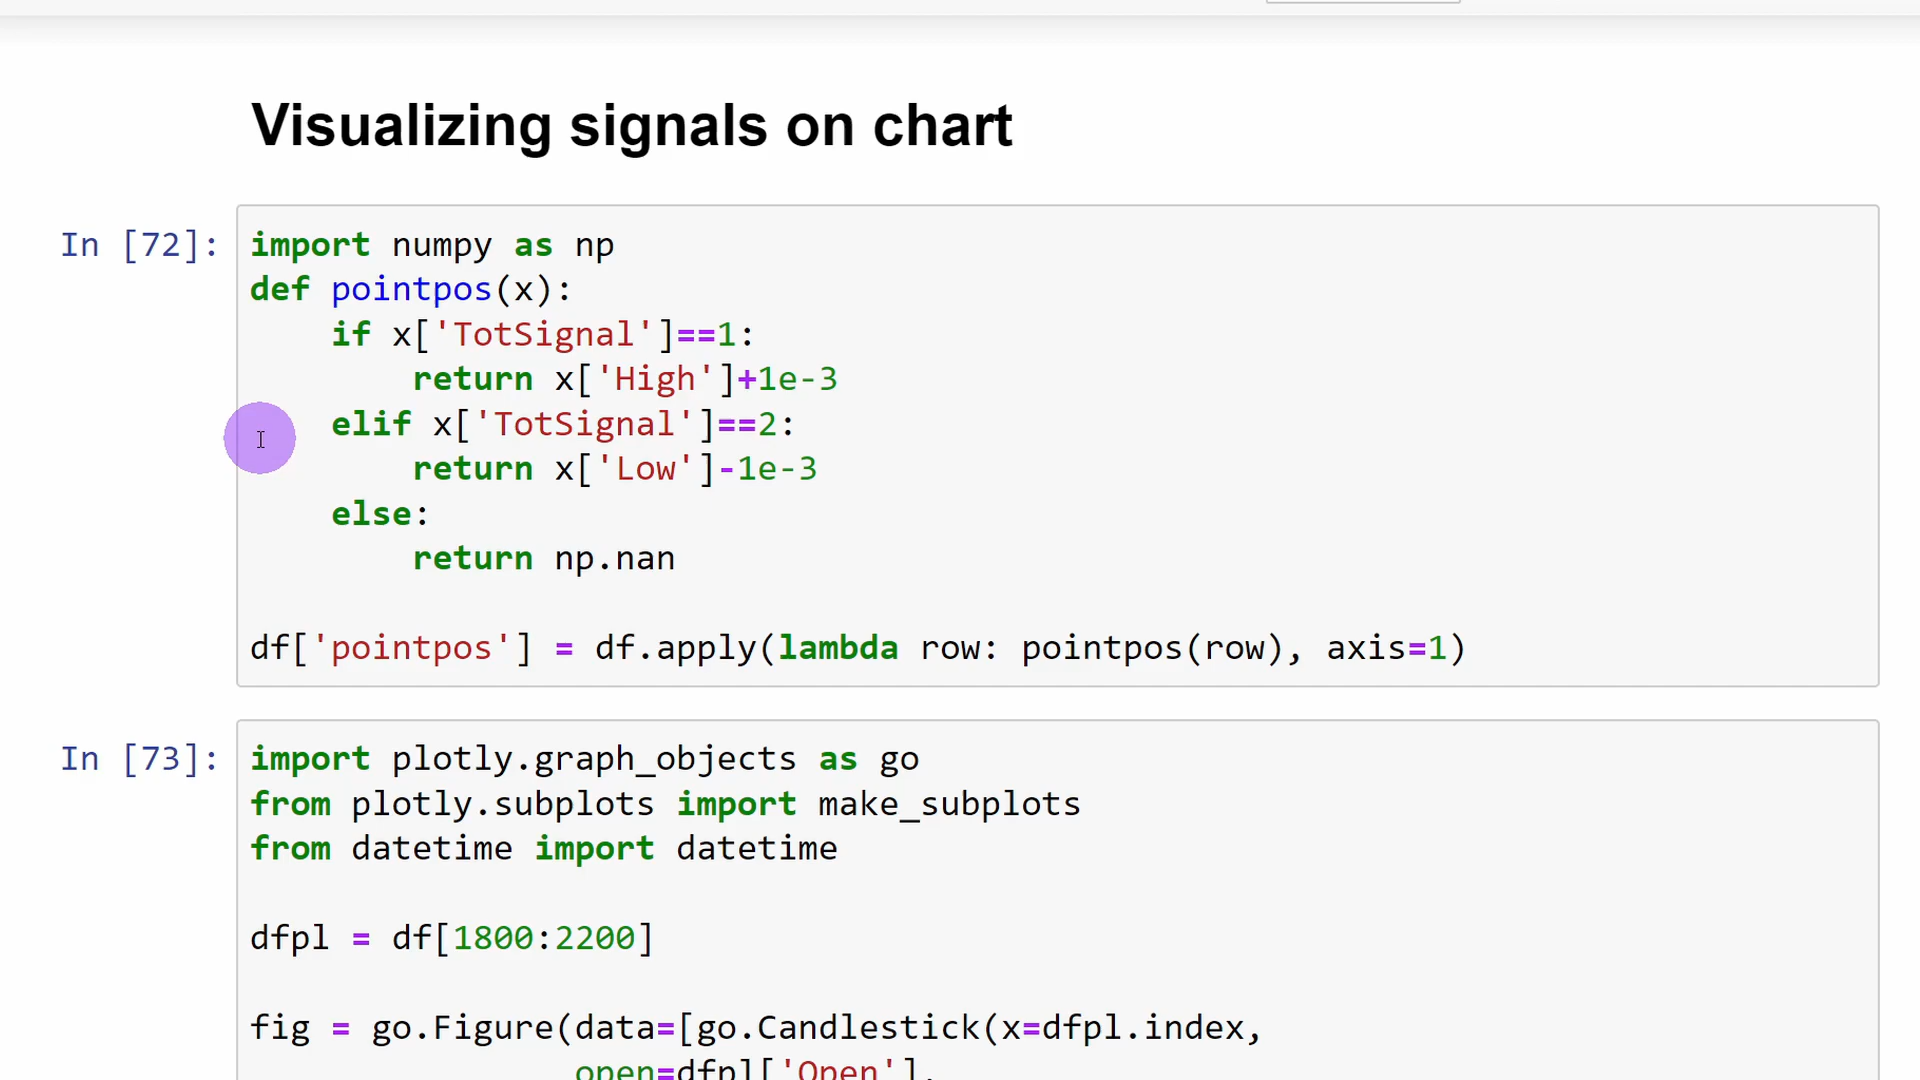 Visualizing signals on chart
In [72]:
import numpy as np
def pointpos(x):
    if x['TotSignal']==1:
        return x['High']+1e-3
    elif x['TotSignal']==2:
        return x['Low']-1e-3
    else:
        return np.nan
df['pointpos'] = df.apply(lambda row: pointpos(row), axis=1)
In [73]:
import plotly.graph_objects as go
from plotly.subplots import make_subplots
from datetime import datetime
dfpl = df[1800:2200]
fig = go.Figure(data=[go.Candlestick(x=dfpl.index,
                open=dfpl['Open'],